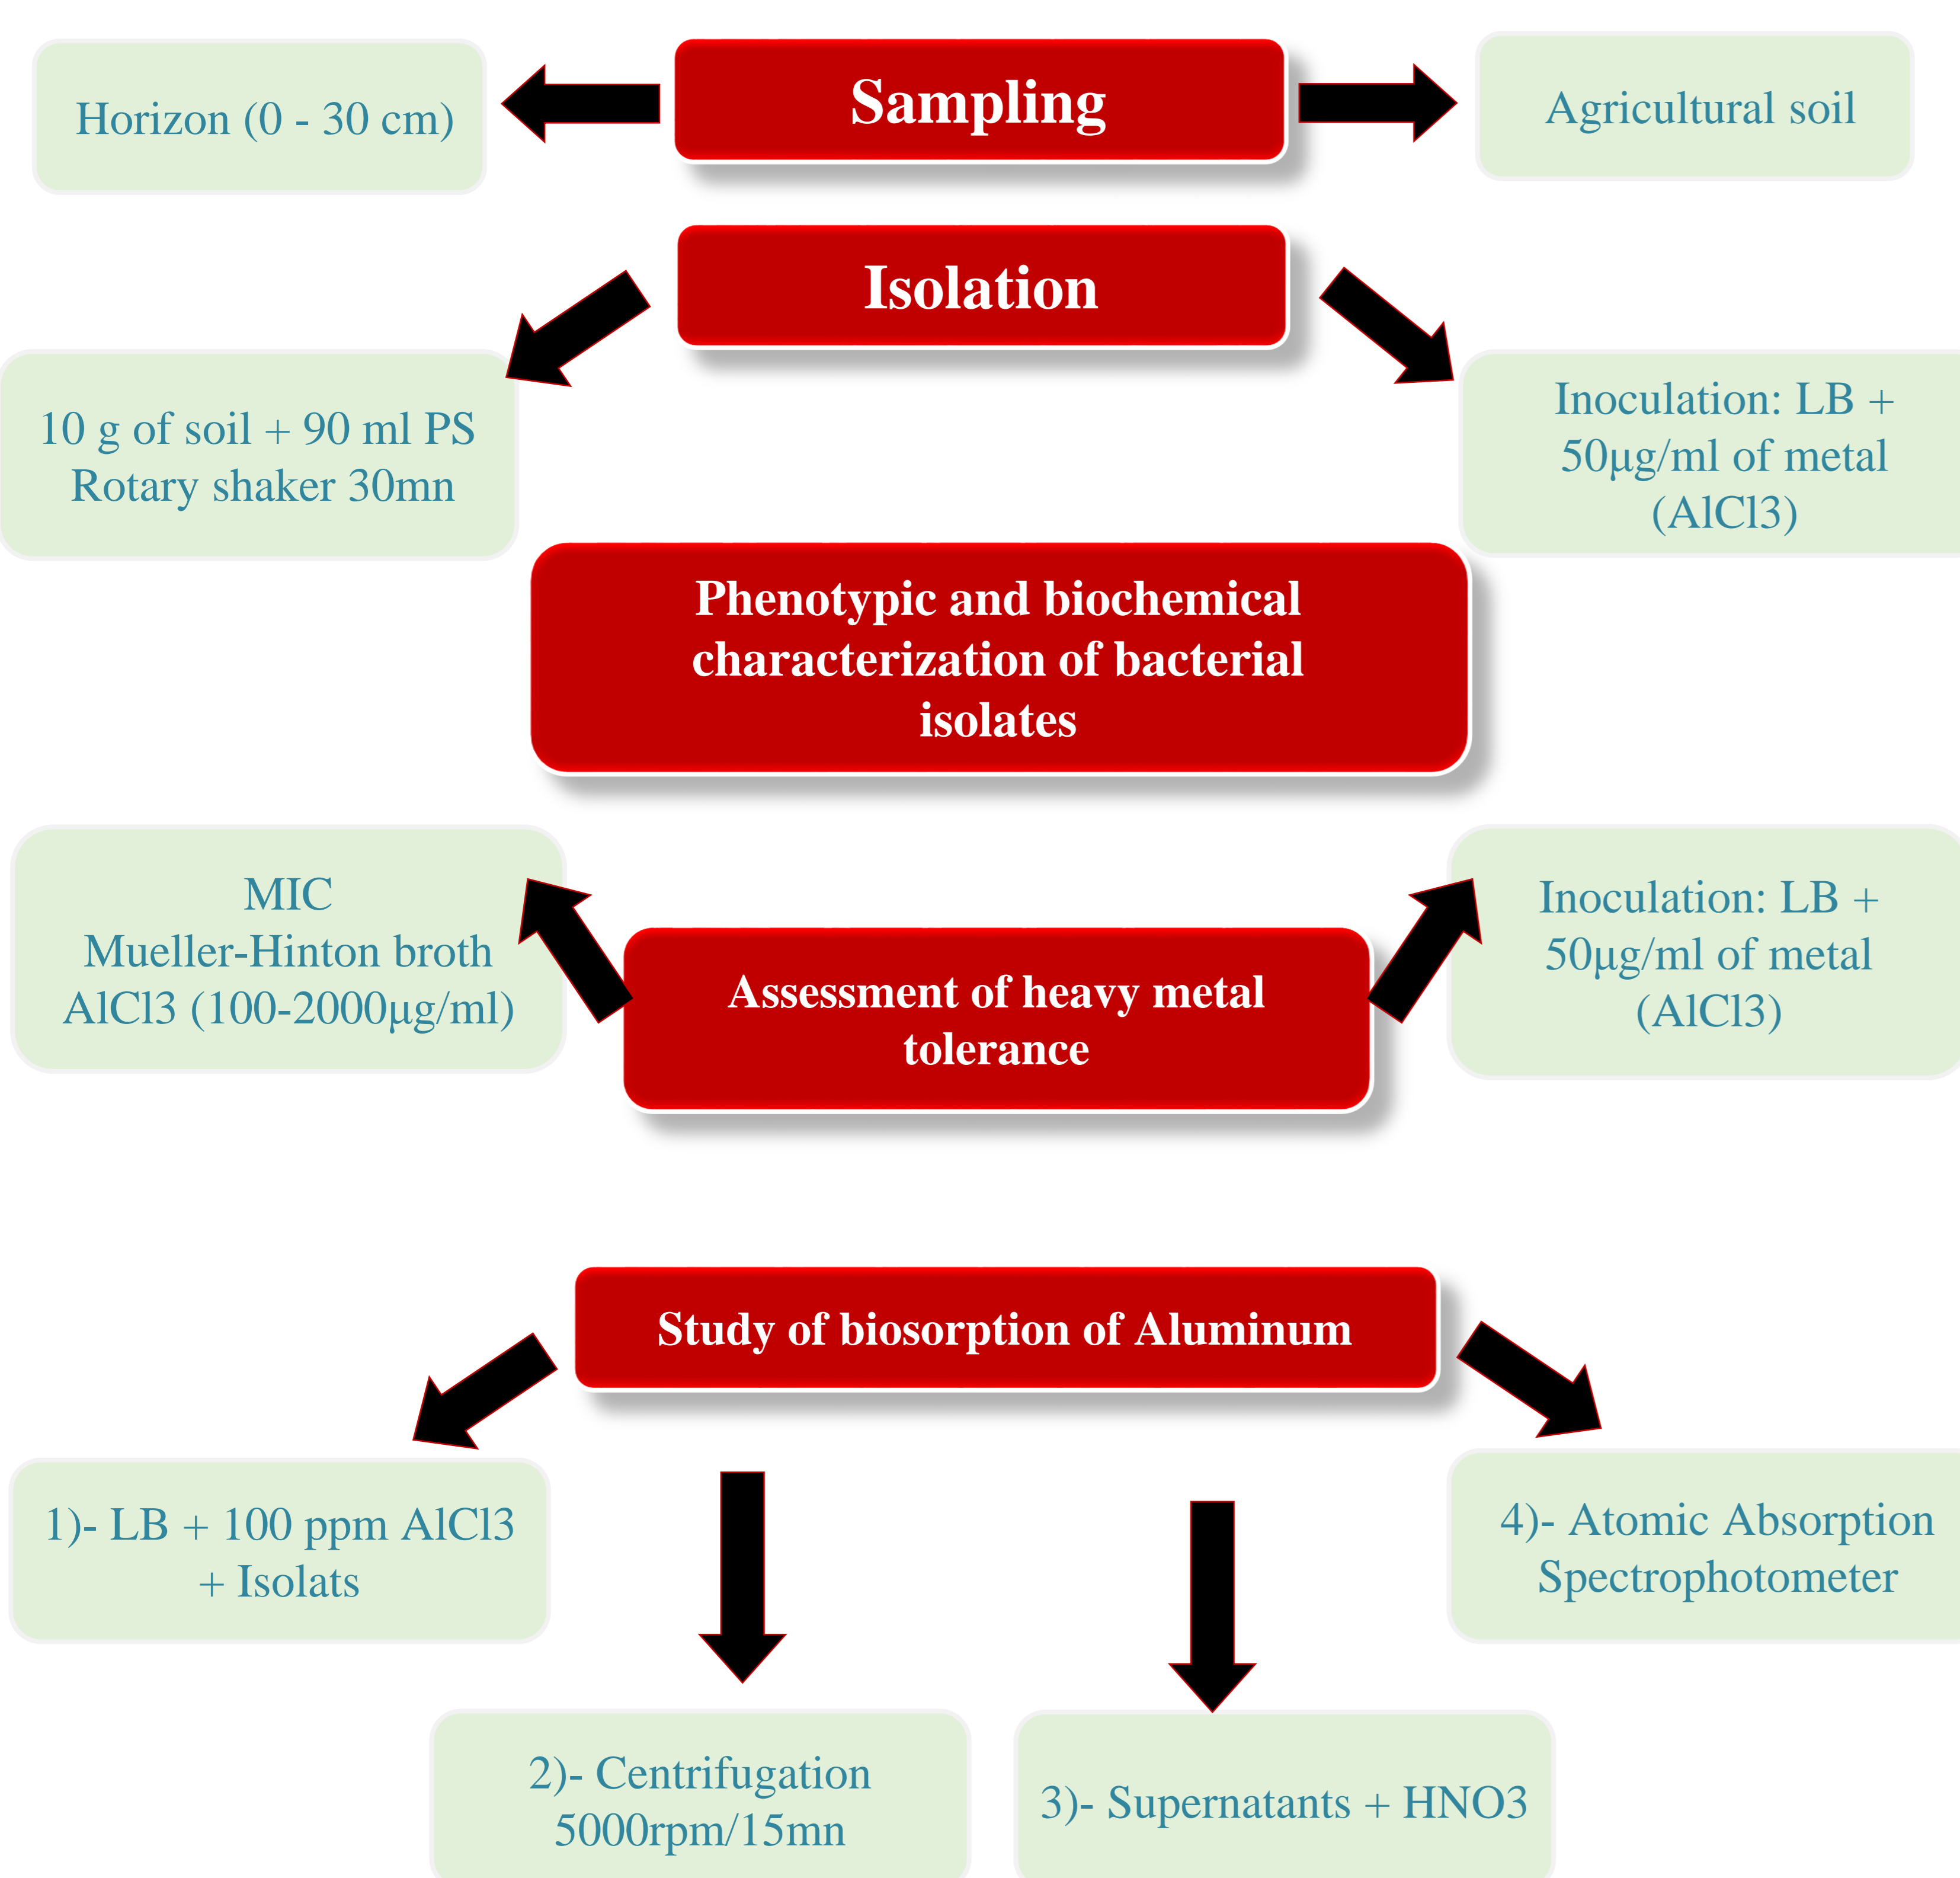 Sampling
Horizon (0 - 30 cm)
Agricultural soil
Isolation
10 g of soil + 90 ml PS
Rotary shaker 30mn
Inoculation: LB +
50µg/ml of metal
(AlCl3)
Phenotypic and biochemical
characterization of bacterial
isolates
MIC
Mueller-Hinton broth
AlCl3 (100-2000µg/ml)
Assessment of heavy metal
tolerance
Inoculation: LB +
50µg/ml of metal
(AlCl3)
Study of biosorption of Aluminum
1)- LB + 100 ppm AlCl3
+ Isolats
2)- Centrifugation
5000rpm/15mn
3)- Supernatants + HNO3
4)- Atomic Absorption
Spectrophotometer